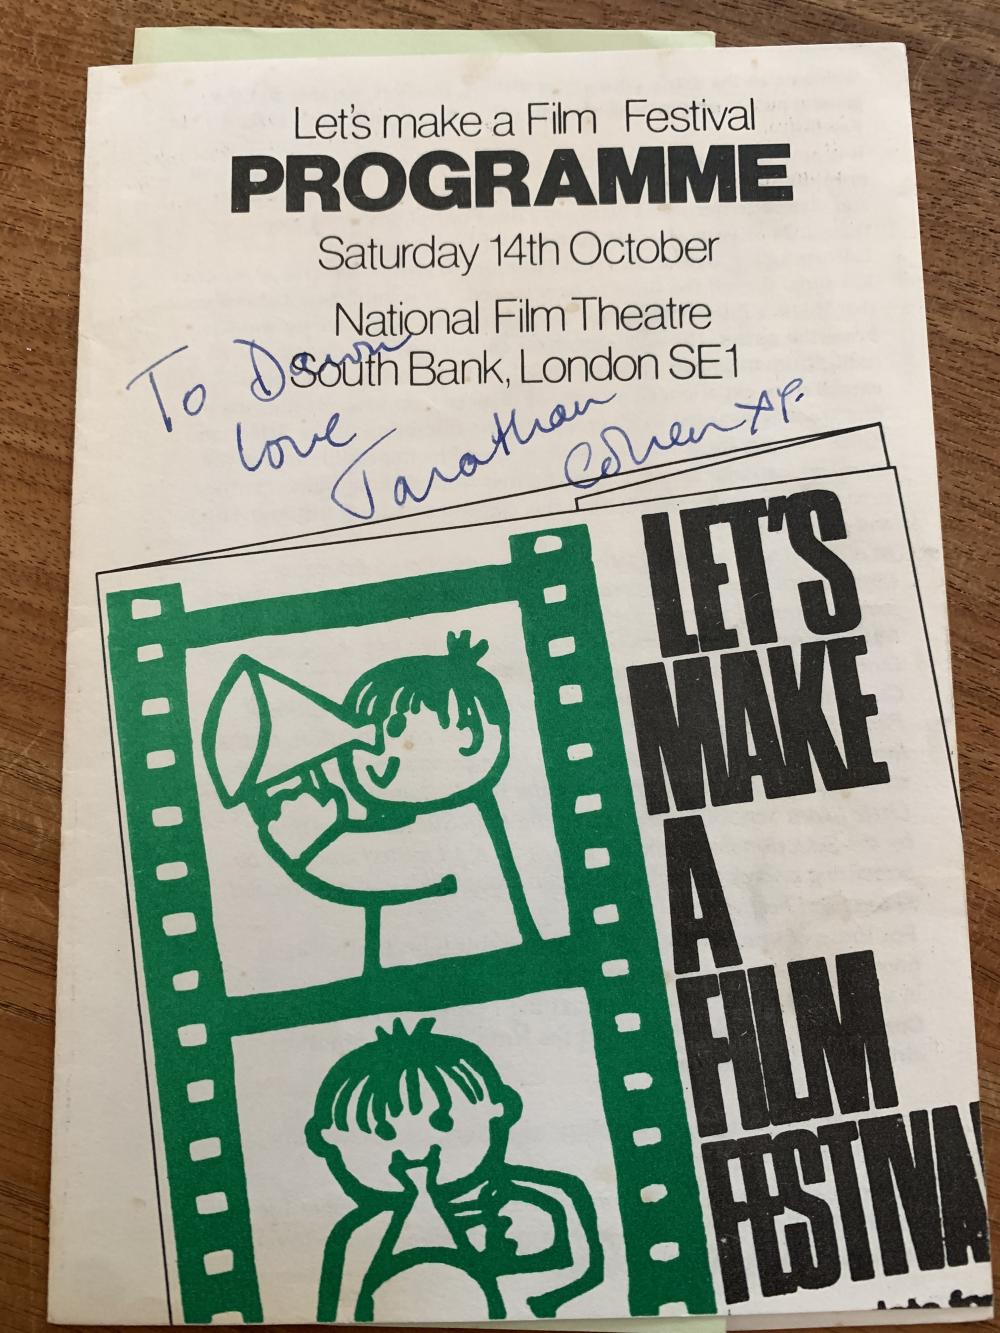 Let's make a Film Festival
PROGRAMME
Saturday 14th October
National Film Theatre
South Bank, London SE1
To Dawn
Love
Jonathan
Cohen
LET'S
MAKE
A
FILM
FESTIVA